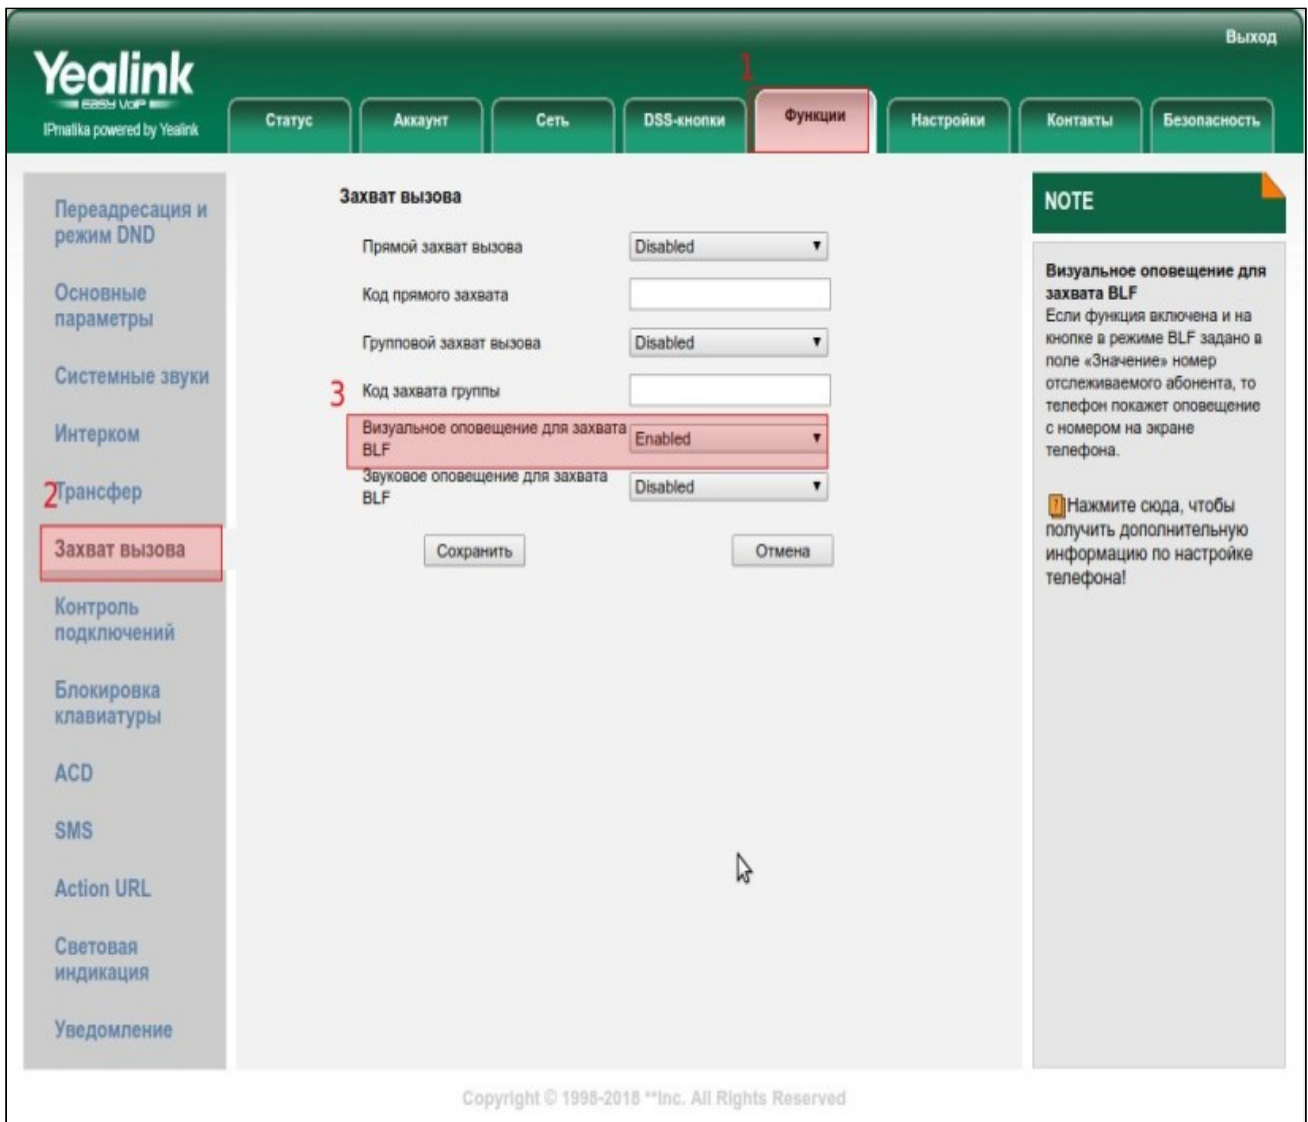 Выход
Yealink
EASY VoIP
IPmatika powered by Yealink
1
Статус
Аккаунт
Сеть
DSS-кнопки
Функции
Настройки
Контакты
Безопасность
Переадресация и
режим DND
Основные
параметры
Системные звуки
Интерком
2
Трансфер
Захват вызова
Контроль
подключений
Блокировка
клавиатуры
ACD
SMS
Action URL
Световая
индикация
Уведомление
Захват вызова
Прямой захват вызова
Disabled
Код прямого захвата
Групповой захват вызова
Disabled
3
Код захвата группы
Визуальное оповещение для захвата
BLF
Enabled
Звуковое оповещение для захвата
BLF
Disabled
Сохранить
Отмена
NOTE
Визуальное оповещение для
захвата BLF
Если функция включена и на
кнопке в режиме BLF задано в
поле «Значение» номер
отслеживаемого абонента, то
телефон покажет оповещение
с номером на экране
телефона.
?
Нажмите сюда, чтобы
получить дополнительную
информацию по настройке
телефона!
Copyright © 1998-2018 **Inc. All Rights Reserved